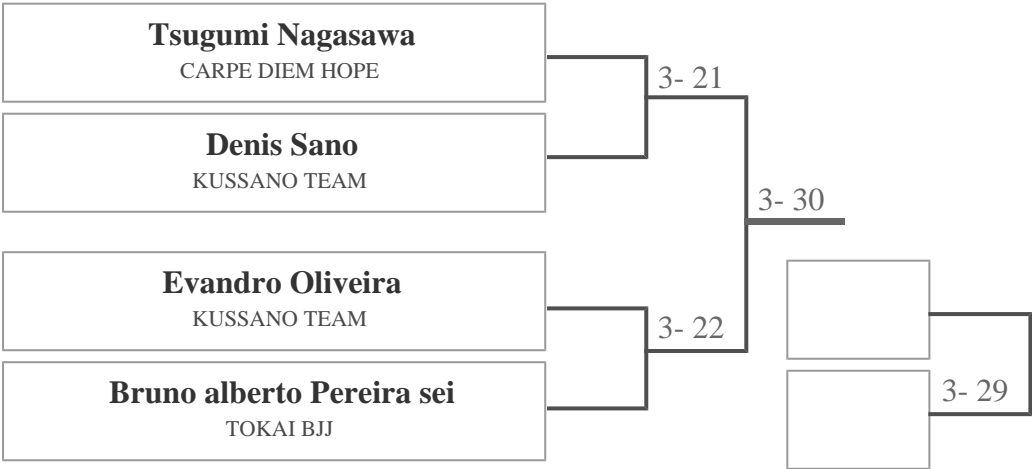 Tsugumi Nagasawa
CARPE DIEM HOPE
3- 21
Denis Sano
KUSSANO TEAM
3- 30
Evandro Oliveira
KUSSANO TEAM
3- 22
Bruno alberto Pereira sei
TOKAI BJJ
3- 29